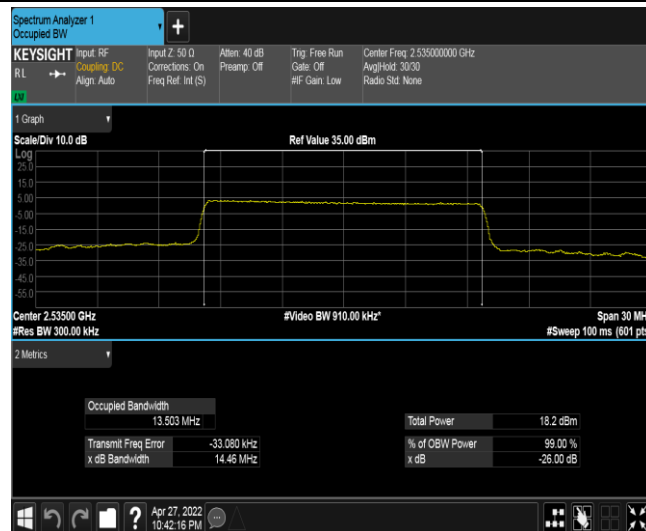 Spectrum Analyzer 1
Occupied BW
KEYSIGHT
RL
Input: RF
Coupling: DC
Align: Auto
Input Z: 50 Ω
Corrections: On
Freq Ref: Int (S)
Atten: 40 dB
Preamp: Off
Trig: Free Run
Gate: Off
#IF Gain: Low
Center Freq: 2.535000000 GHz
Avg|Hold: 30/30
Radio Std: None
1 Graph
Scale/Div 10.0 dB
Ref Value 35.00 dBm
Log
25.0
15.0
5.00
-5.00
-15.0
-25.0
-35.0
-45.0
-55.0
Center 2.53500 GHz
#Video BW 910.00 kHz*
Span 30 MH
#Res BW 300.00 kHz
#Sweep 100 ms (601 pts
2 Metrics
Occupied Bandwidth
13.503 MHz
Total Power 18.2 dBm
Transmit Freq Error -33.080 kHz
% of OBW Power 99.00 %
x dB Bandwidth 14.46 MHz
x dB -26.00 dB
?
Apr 27, 2022
10:42:16 PM